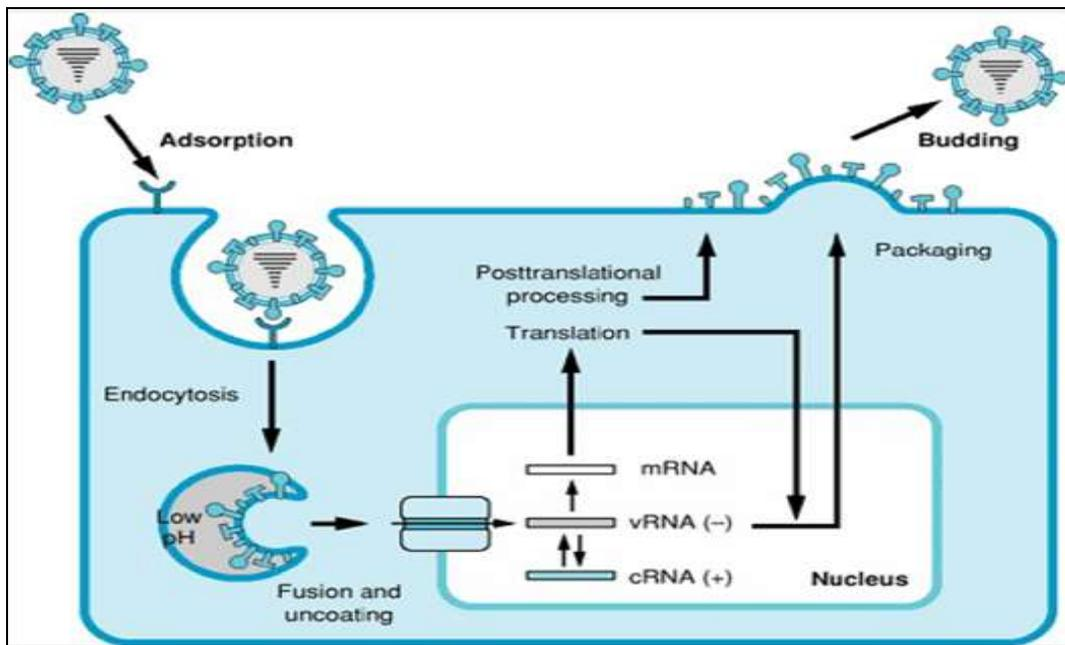 Adsorption
Budding
Packaging
Posttranslational
processing
Translation
Endocytosis
mRNA
Low
pH
vRNA (–)
cRNA (+)
Nucleus
Fusion and
uncoating